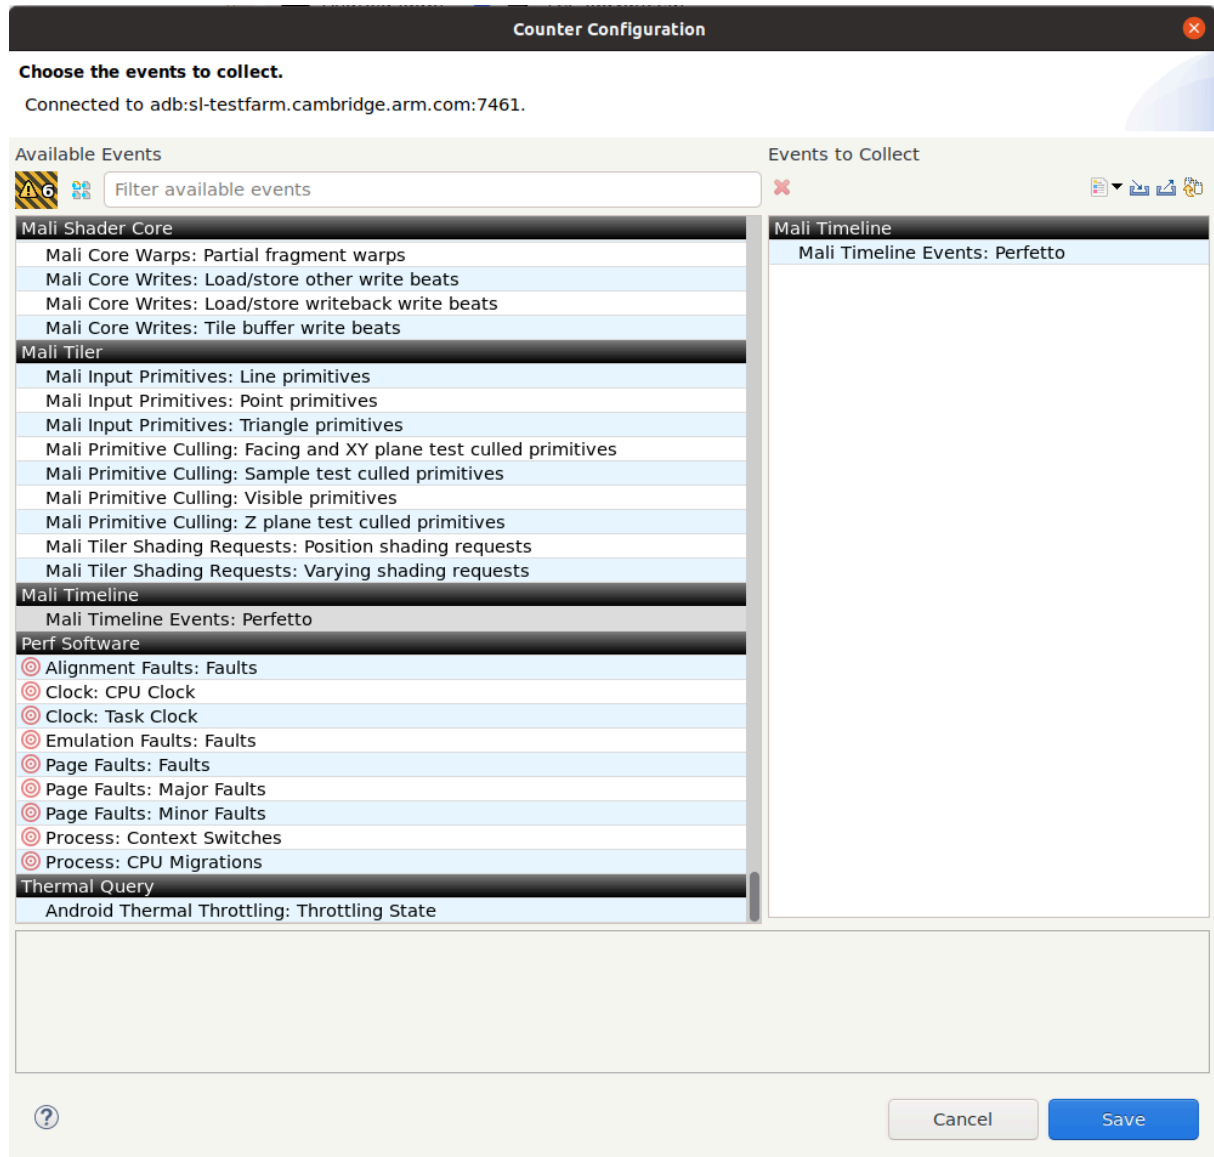 Counter Configuration
Choose the events to collect.
Connected to adb:sl-testfarm.cambridge.arm.com:7461.
Available Events
Events to Collect
6
Filter available events
Mali Shader Core
Mali Core Warps: Partial fragment warps
Mali Core Writes: Load/store other write beats
Mali Core Writes: Load/store writeback write beats
Mali Core Writes: Tile buffer write beats
Mali Tiler
Mali Input Primitives: Line primitives
Mali Input Primitives: Point primitives
Mali Input Primitives: Triangle primitives
Mali Primitive Culling: Facing and XY plane test culled primitives
Mali Primitive Culling: Sample test culled primitives
Mali Primitive Culling: Visible primitives
Mali Primitive Culling: Z plane test culled primitives
Mali Tiler Shading Requests: Position shading requests
Mali Tiler Shading Requests: Varying shading requests
Mali Timeline
Mali Timeline Events: Perfetto
Perf Software
Alignment Faults: Faults
Clock: CPU Clock
Clock: Task Clock
Emulation Faults: Faults
Page Faults: Faults
Page Faults: Major Faults
Page Faults: Minor Faults
Process: Context Switches
Process: CPU Migrations
Thermal Query
Android Thermal Throttling: Throttling State
Mali Timeline
Mali Timeline Events: Perfetto
Cancel
Save